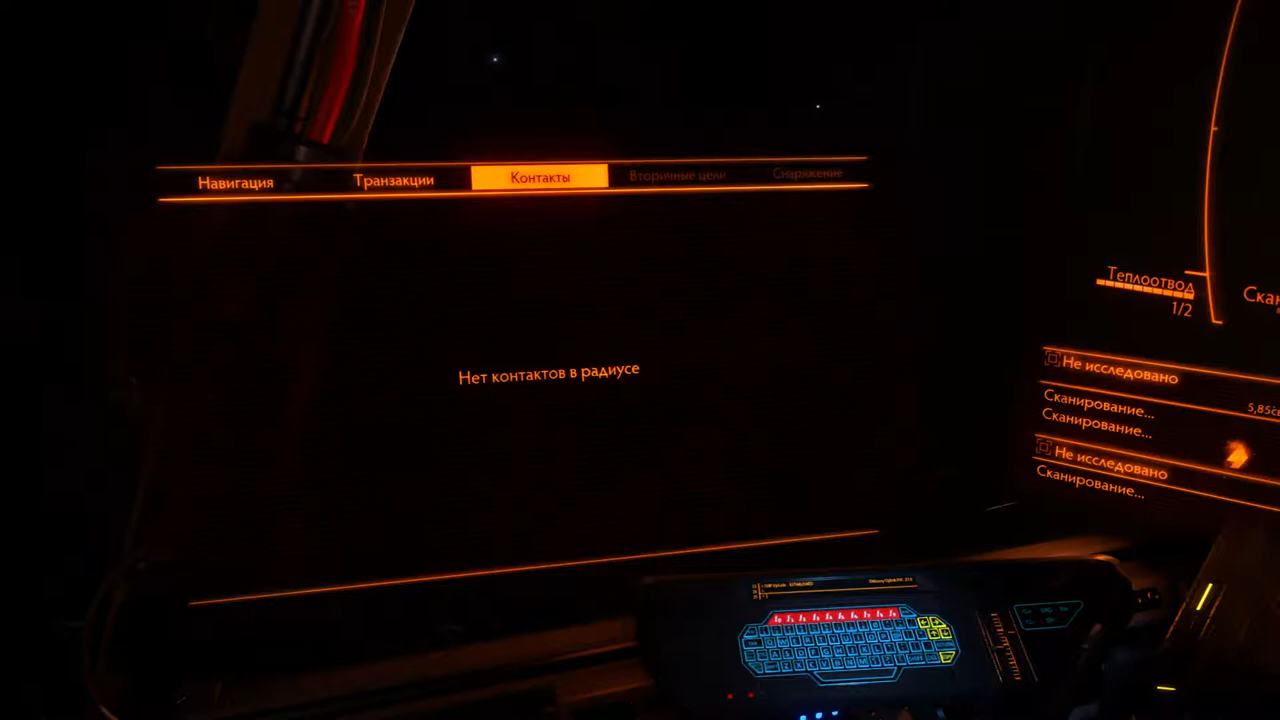 Навигация
Транзакции
Контакты
Вторичные цели
Снаряжение
Нет контактов в радиусе
Теплоотвод
1/2
Не исследовано
Сканирование...
Сканирование...
Не исследовано
Сканирование...